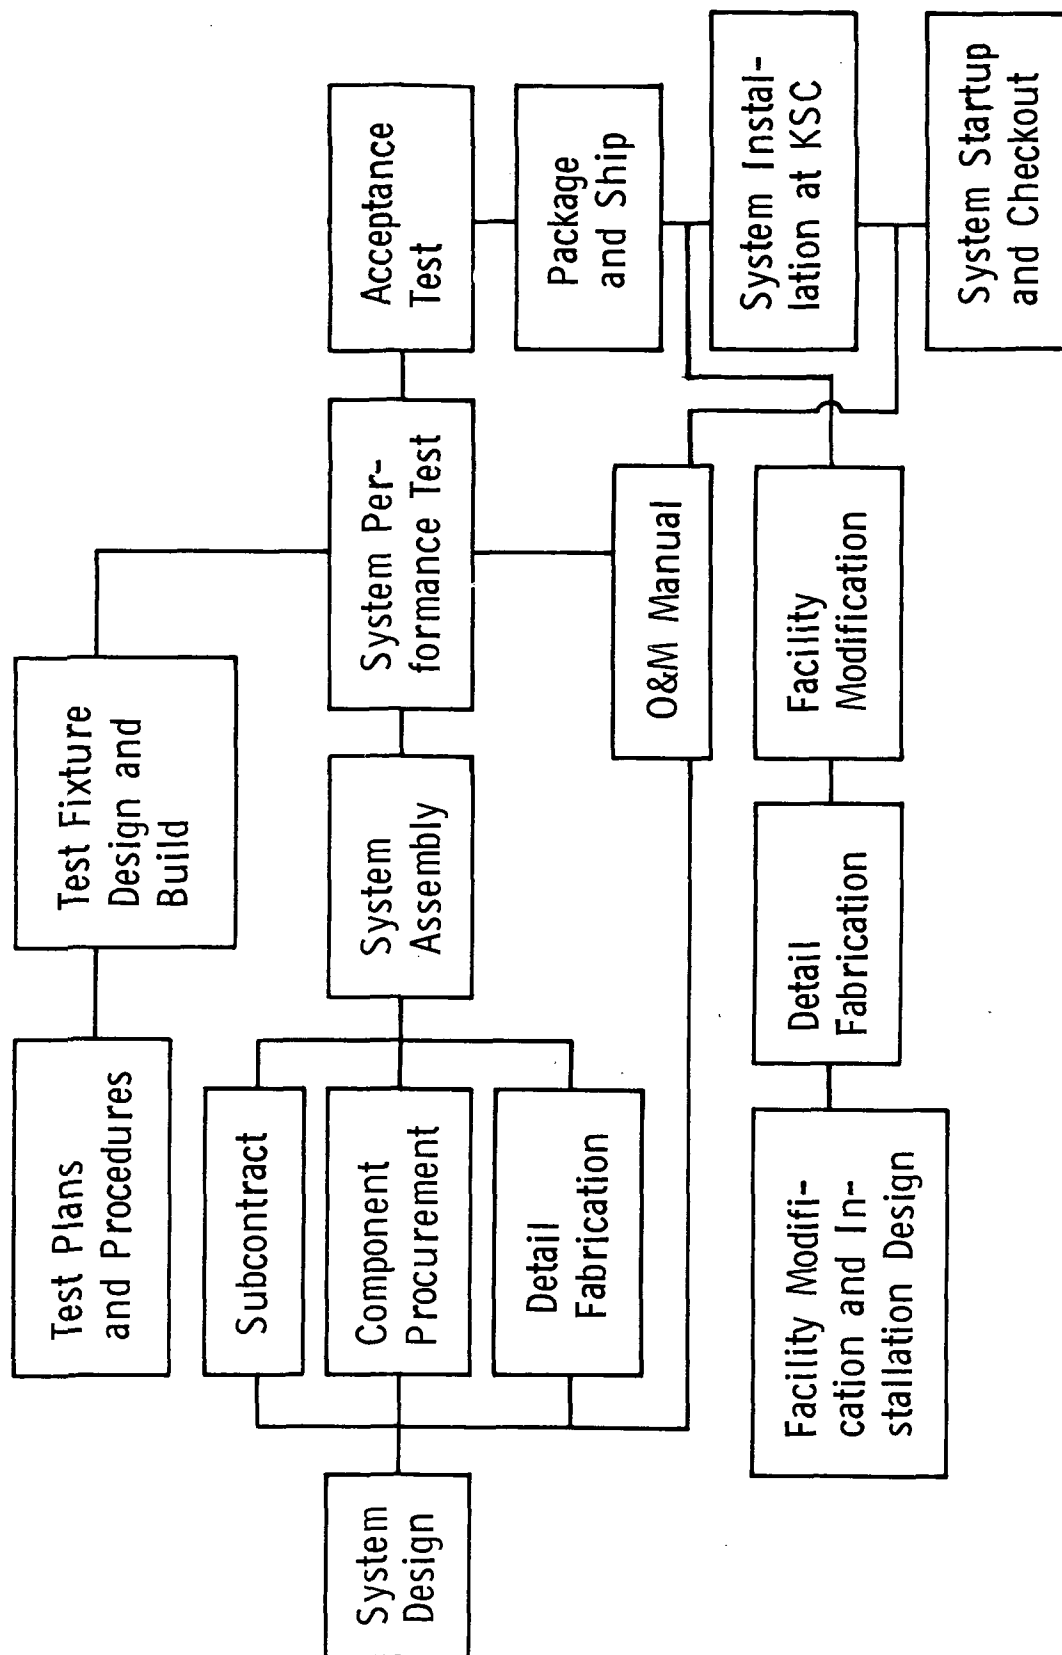 Test Plans
and Procedures
Test Fixture
Design and
Build
Subcontract
System
Design
Component
Procurement
System
Assembly
System Per-
formance Test
Acceptance
Test
Detail
Fabrication
Package
and Ship
O&M Manual
System Instal-
lation at KSC
Facility Modifi-
cation and In-
stallation Design
Detail
Fabrication
Facility
Modification
System Startup
and Checkout